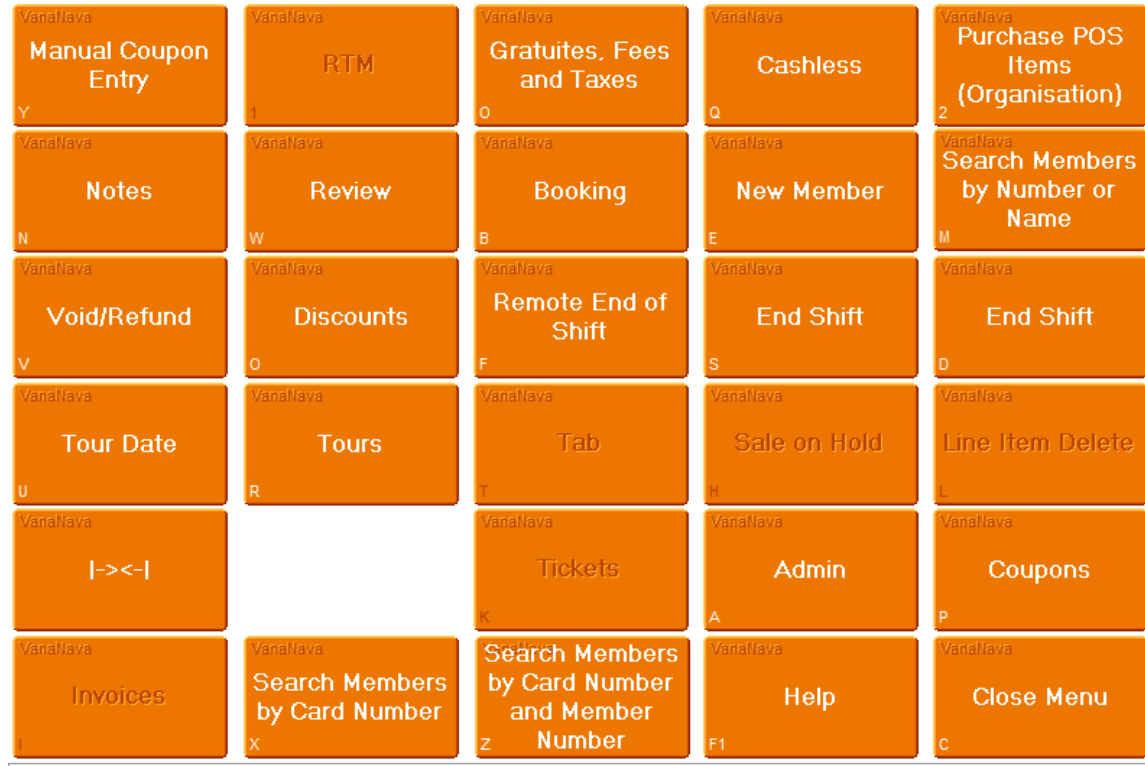 VanaNava
Manual Coupon
Entry
Y
VanaNava
RTM
1
VanaNava
Gratuites, Fees
and Taxes
O
VanaNava
Cashless
Q
VanaNava
Purchase POS
Items
(Organisation)
2
VanaNava
Notes
N
VanaNava
Review
W
VanaNava
Booking
B
VanaNava
New Member
E
VanaNava
Search Members
by Number or
Name
M
VanaNava
Void/Refund
V
VanaNava
Discounts
O
VanaNava
Remote End of
Shift
F
VanaNava
End Shift
S
VanaNava
End Shift
D
VanaNava
Tour Date
U
VanaNava
Tours
R
VanaNava
Tab
T
VanaNava
Sale on Hold
H
VanaNava
Line Item Delete
L
VanaNava
|-><-|
VanaNava
Tickets
K
VanaNava
Admin
A
VanaNava
Coupons
P
VanaNava
Invoices
I
VanaNava
Search Members
by Card Number
X
VanaNava
Search Members
by Card Number
and Member
Number
Z
VanaNava
Help
F1
VanaNava
Close Menu
C